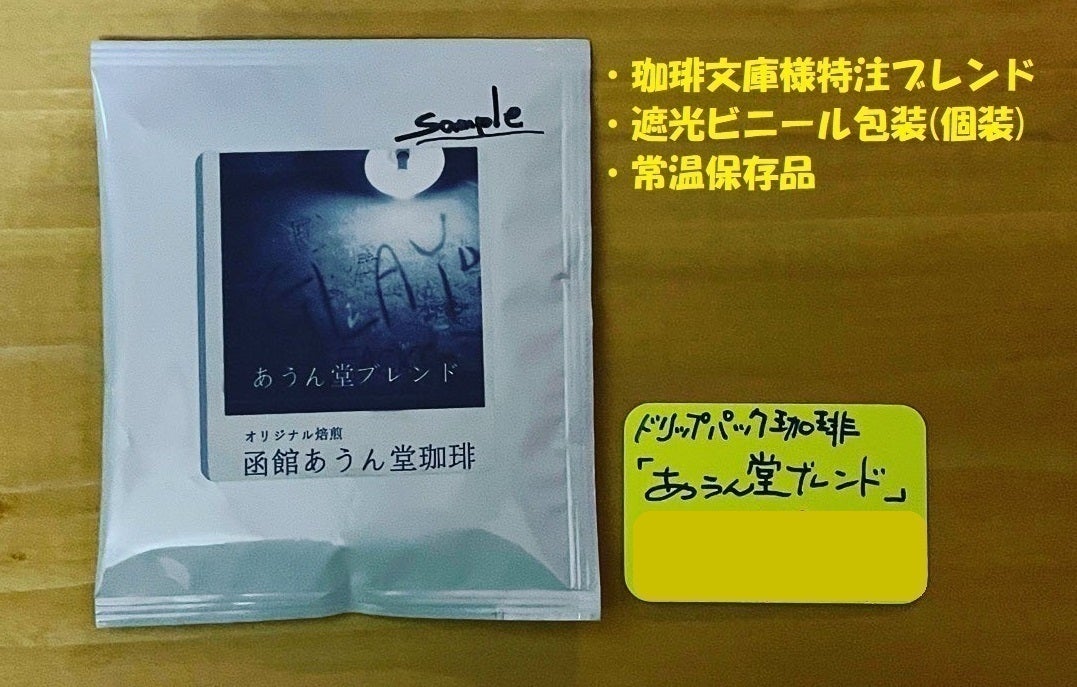 ・珈琲文庫様特注ブレンド
・遮光ビニール包装(個装)
・常温保存品
sample
あうん堂ブレンド
オリジナル焙煎
函館あうん堂珈琲
ドリップパック珈琲
「あうん堂ブレンド」